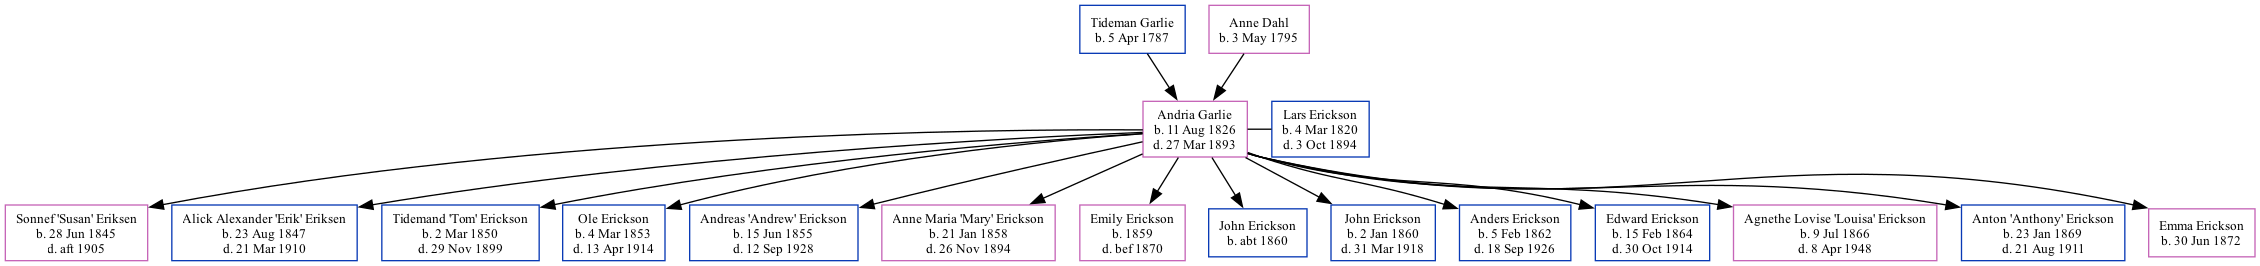 Tideman Garlie
b. 5 Apr 1787
Anne Dahl
b. 3 May 1795
Andria Garlie
b. 11 Aug 1826
d. 27 Mar 1893
Lars Erickson
b. 4 Mar 1820
d. 3 Oct 1894
Sonnef 'Susan' Eriksen
b. 28 Jun 1845
d. aft 1905
Alick Alexander 'Erik' Eriksen
b. 23 Aug 1847
d. 21 Mar 1910
Tidemand 'Tom' Erickson
b. 2 Mar 1850
d. 29 Nov 1899
Ole Erickson
b. 4 Mar 1853
d. 13 Apr 1914
Andreas 'Andrew' Erickson
b. 15 Jun 1855
d. 12 Sep 1928
Anne Maria 'Mary' Erickson
b. 21 Jan 1858
d. 26 Nov 1894
Emily Erickson
b. 1859
d. bef 1870
John Erickson
b. abt 1860
John Erickson
b. 2 Jan 1860
d. 31 Mar 1918
Anders Erickson
b. 5 Feb 1862
d. 18 Sep 1926
Edward Erickson
b. 15 Feb 1864
d. 30 Oct 1914
Agnethe Lovise 'Louisa' Erickson
b. 9 Jul 1866
d. 8 Apr 1948
Anton 'Anthony' Erickson
b. 23 Jan 1869
d. 21 Aug 1911
Emma Erickson
b. 30 Jun 1872